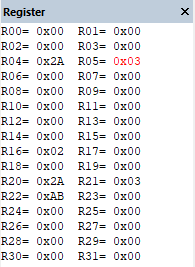 Register
R00= 0x00 R01= 0x00
R02= 0x00 R03= 0x00
R04= 0x2A R05= 0x03
R06= 0x00 R07= 0x00
R08= 0x00 R09= 0x00
R10= 0x00 R11= 0x00
R12= 0x00 R13= 0x00
R14= 0x00 R15= 0x00
R16= 0x02 R17= 0x00
R18= 0x00 R19= 0x00
R20= 0x2A R21= 0x03
R22= 0xAB R23= 0x00
R24= 0x00 R25= 0x00
R26= 0x00 R27= 0x00
R28= 0x00 R29= 0x00
R30= 0x00 R31= 0x00